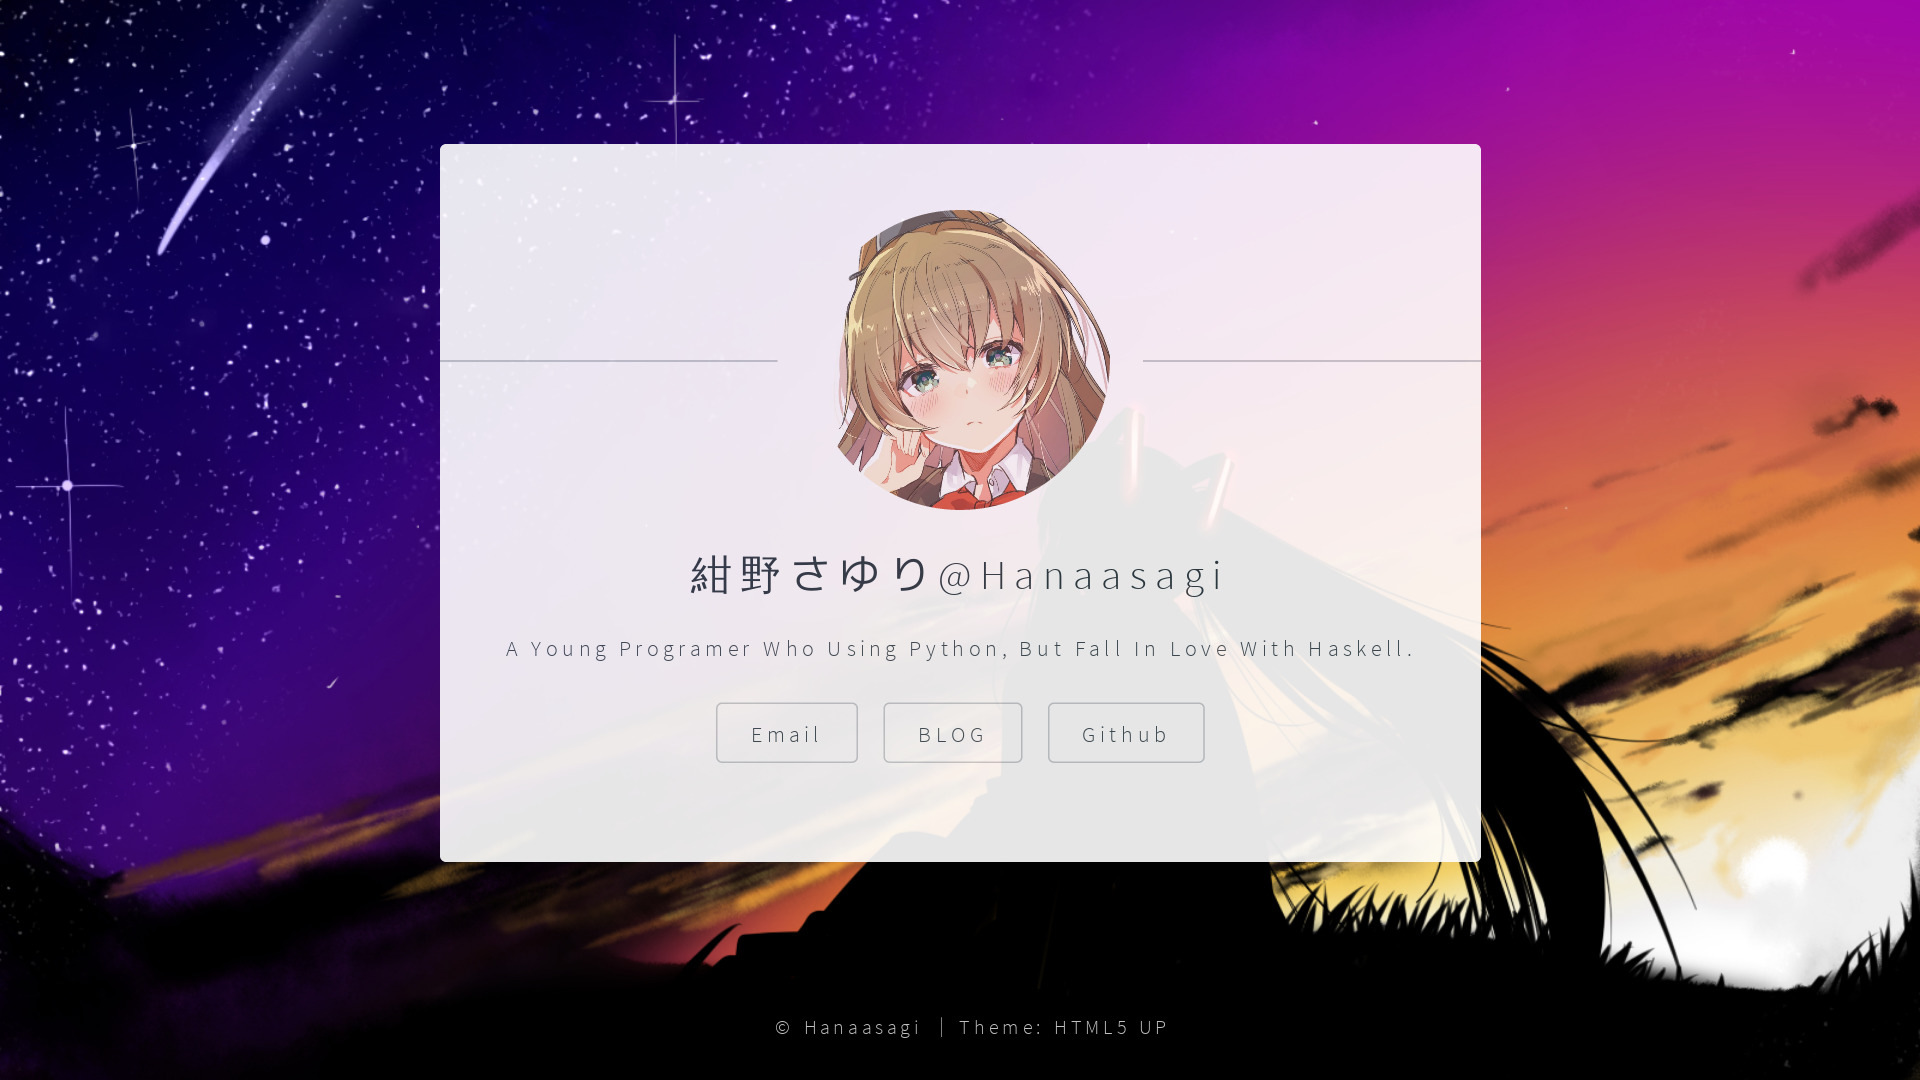 紺野さゆり@Hanaasagi
A Young Programer Who Using Python, But Fall In Love With Haskell.
Email
BLOG
Github
© Hanaasagi | Theme: HTML5 UP